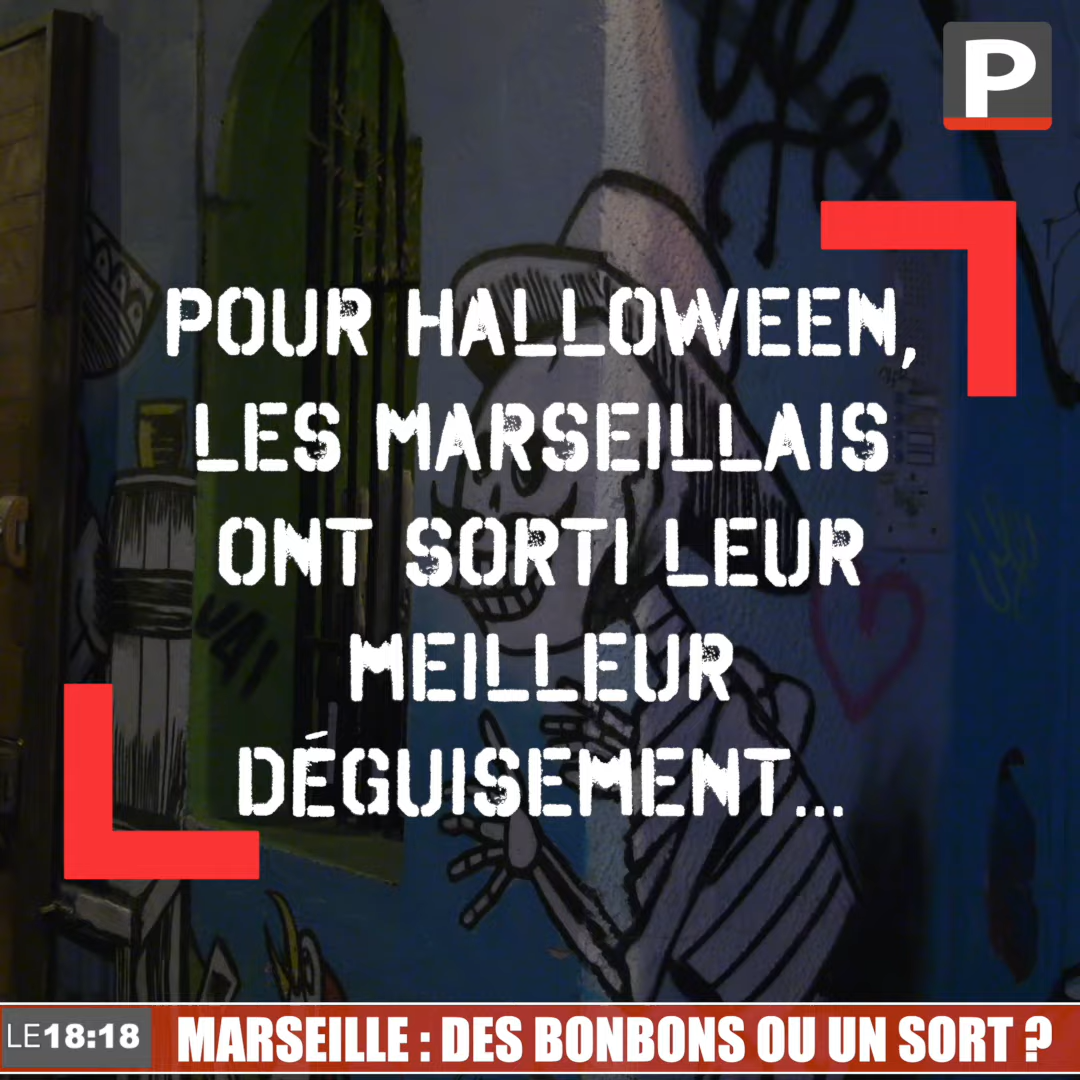 P
POUR HALLOWEEN,
LES MARSEILLAIS
ONT SORTI LEUR
MEILLEUR
DÉGUISEMENT...
LE18:18
MARSEILLE : DES BONBONS OU UN SORT ?